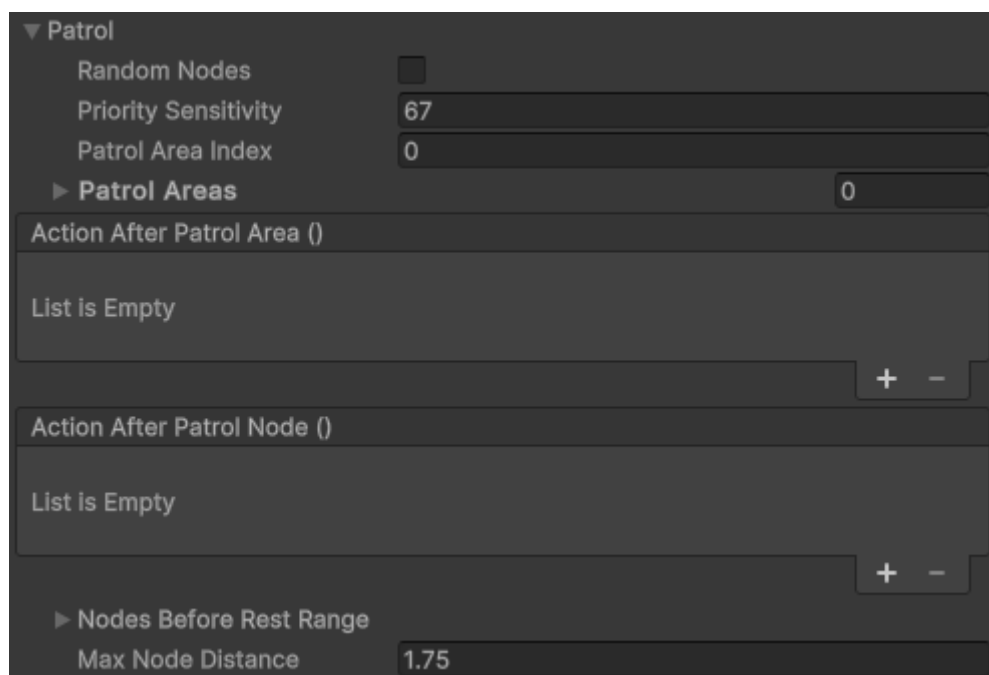 Patrol
Random Nodes
Priority Sensitivity 67
Patrol Area Index 0
Patrol Areas 0
Action After Patrol Area ()
List is Empty
+ −
Action After Patrol Node ()
List is Empty
+ −
Nodes Before Rest Range
Max Node Distance 1.75